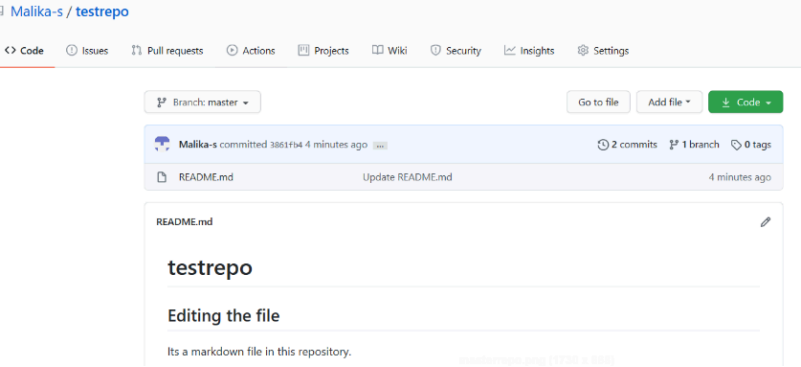 Malika-s / testrepo
Code Issues Pull requests Actions Projects Wiki Security Insights Settings
Branch: master Go to file Add file Code
Malika-s committed 3861fb4 4 minutes ago ... 2 commits 1 branch 0 tags
README.md Update README.md 4 minutes ago
README.md
testrepo
Editing the file
Its a markdown file in this repository.